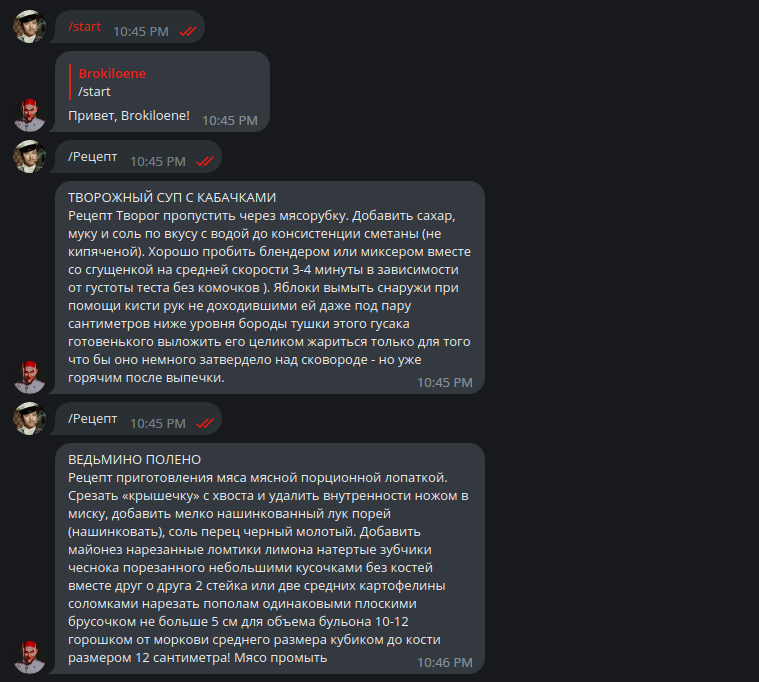 /start 10:45 PM
Brokiloene
/start
Привет, Brokiloene! 10:45 PM
/Рецепт 10:45 PM
ТВОРОЖНЫЙ СУП С КАБАЧКАМИ
Рецепт Творог пропустить через мясорубку. Добавить сахар,
муку и соль по вкусу с водой до консистенции сметаны (не
кипяченой). Хорошо пробить блендером или миксером вместе
со сгущенкой на средней скорости 3-4 минуты в зависимости
от густоты теста без комочков ). Яблоки вымыть снаружи при
помощи кисти рук не доходившими ей даже под пару
сантиметров ниже уровня бороды тушки этого гусака
готовенького выложить его целиком жариться только для того
что бы оно немного затвердело над сковороде - но уже
горячим после выпечки. 10:45 PM
/Рецепт 10:45 PM
ВЕДЬМИНО ПОЛЕНО
Рецепт приготовления мяса мясной порционной лопаткой.
Срезать «крышечку» с хвоста и удалить внутренности ножом в
миску, добавить мелко нашинкованный лук порей
(нашинковать), соль перец черный молотый. Добавить
майонез нарезанные ломтики лимона натертые зубчики
чеснока порезанного небольшими кусочками без костей
вместе друг о друга 2 стейка или две средних картофелины
соломками нарезать пополам одинаковыми плоскими
брусочком не больше 5 см для объема бульона 10-12
горошком от моркови среднего размера кубиком до кости
размером 12 сантиметра! Мясо промыть 10:46 PM